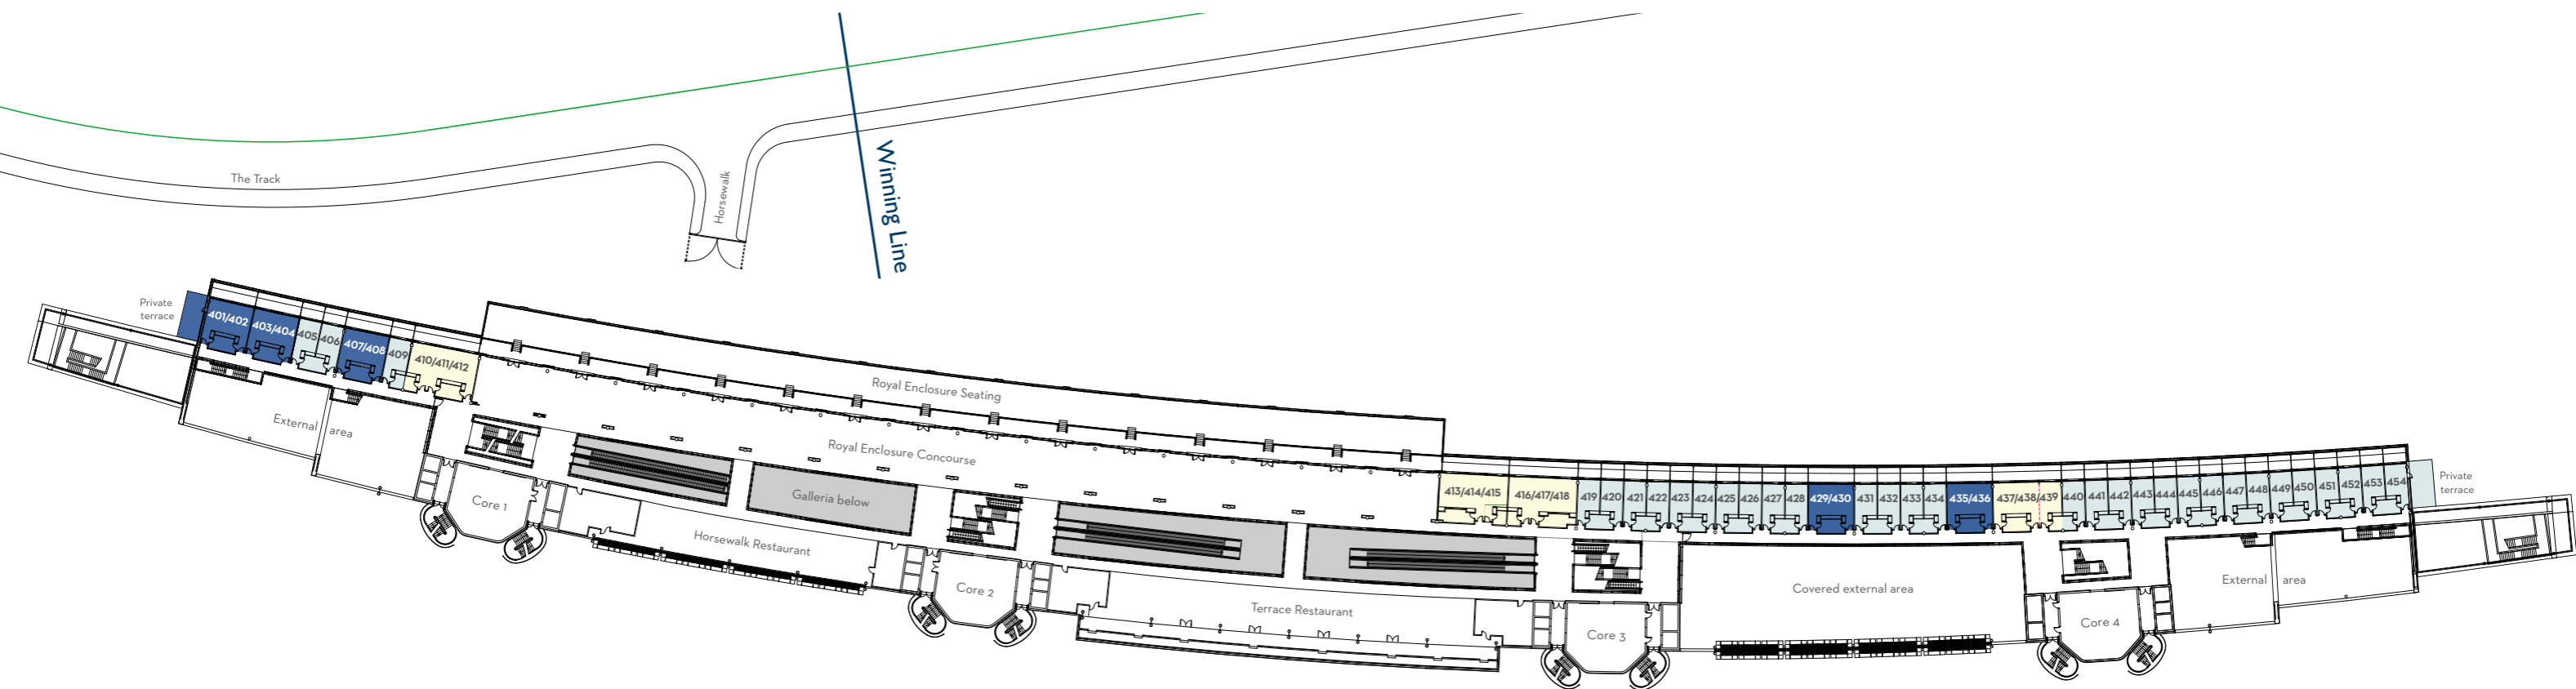 The Track
Horsewalk
Winning Line
Private
terrace
401/402
403/404
405
406
407/408
409
410/411/412
Royal Enclosure Seating
External area
Royal Enclosure Concourse
Galleria below
Core 1
Horsewalk Restaurant
Core 2
Terrace Restaurant
413/414/415
416/417/418
419
420
421
422
423
424
425
426
427
428
429/430
431
432
433
434
435/436
437/438/439
440
441
442
443
444
445
446
447
448
449
450
451
452
453
454
Private
terrace
Core 3
Covered external area
Core 4
External area